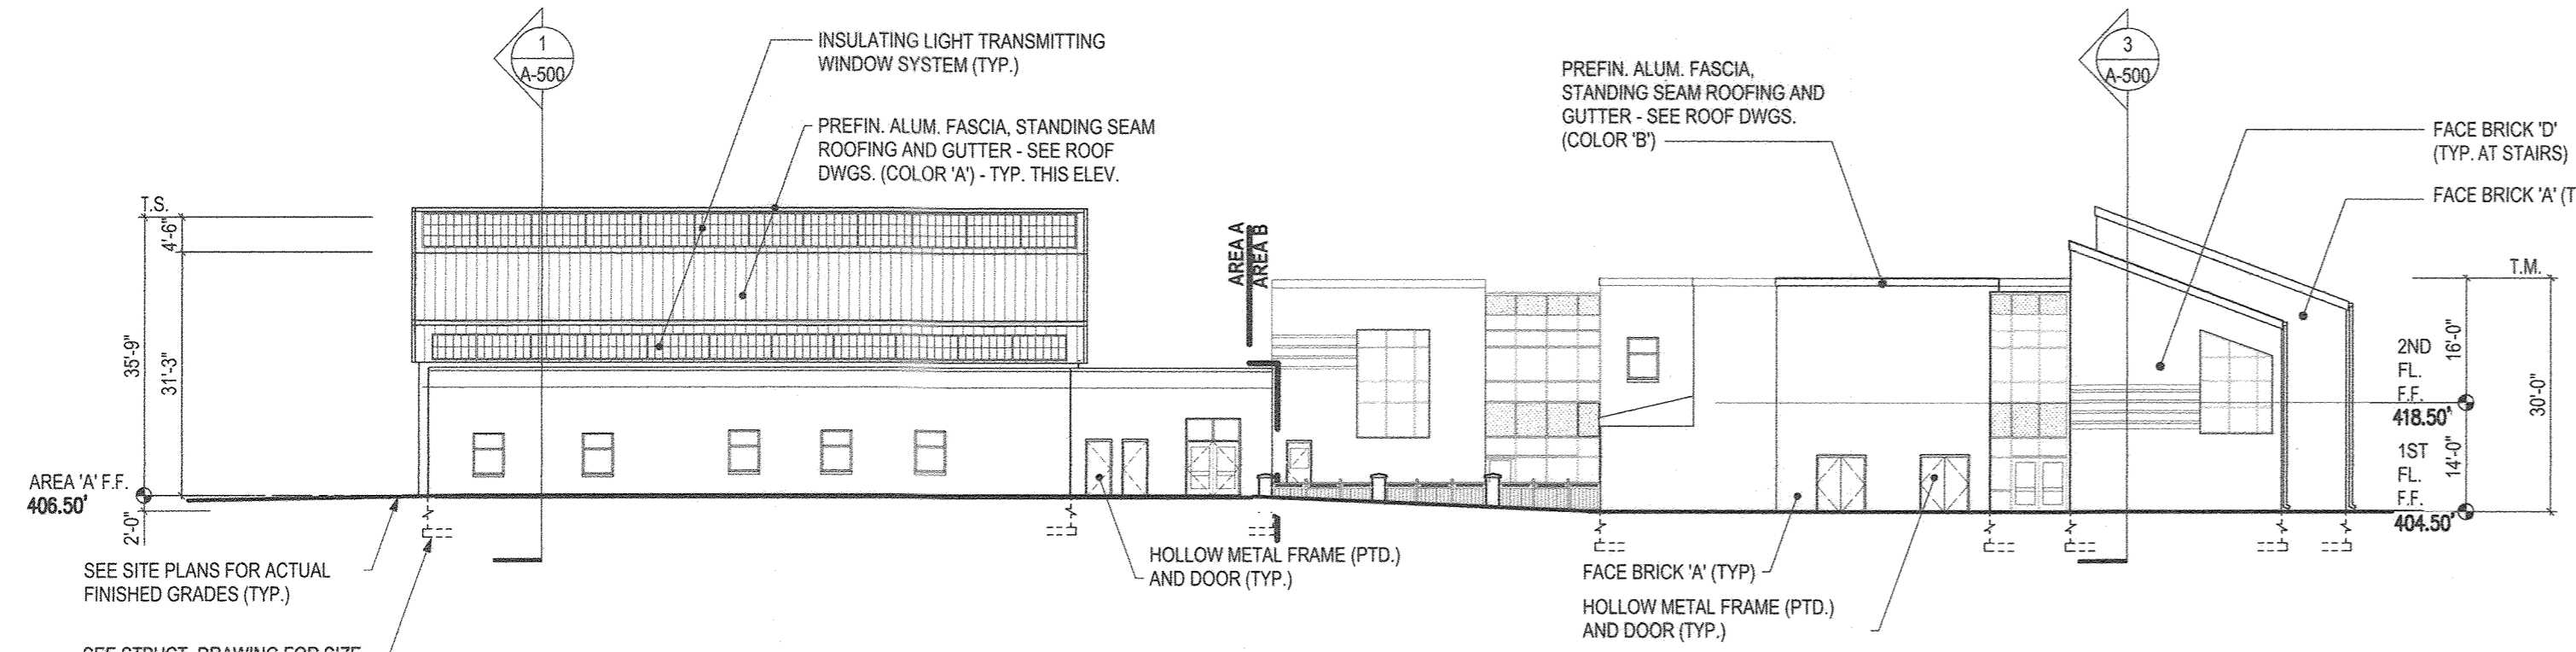 1
A-500
INSULATING LIGHT TRANSMITTING
WINDOW SYSTEM (TYP.)
PREFIN. ALUM. FASCIA, STANDING SEAM
ROOFING AND GUTTER - SEE ROOF
DWGS. (COLOR 'A') - TYP. THIS ELEV.
PREFIN. ALUM. FASCIA,
STANDING SEAM ROOFING AND
GUTTER - SEE ROOF DWGS.
(COLOR 'B')
3
A-500
FACE BRICK 'D'
(TYP. AT STAIRS)
FACE BRICK 'A' (T
T.S.
4'-6"
35'-9"
31'-3"
AREA 'A' F.F.
406.50'
2'-0"
AREA A
AREA B
T.M.
2ND
FL.
F.F.
418.50'
16'-0"
30'-0"
1ST
FL.
F.F.
404.50'
14'-0"
SEE SITE PLANS FOR ACTUAL
FINISHED GRADES (TYP.)
SEE STRUCT. DRAWING FOR SIZE
HOLLOW METAL FRAME (PTD.)
AND DOOR (TYP.)
FACE BRICK 'A' (TYP)
HOLLOW METAL FRAME (PTD.)
AND DOOR (TYP.)